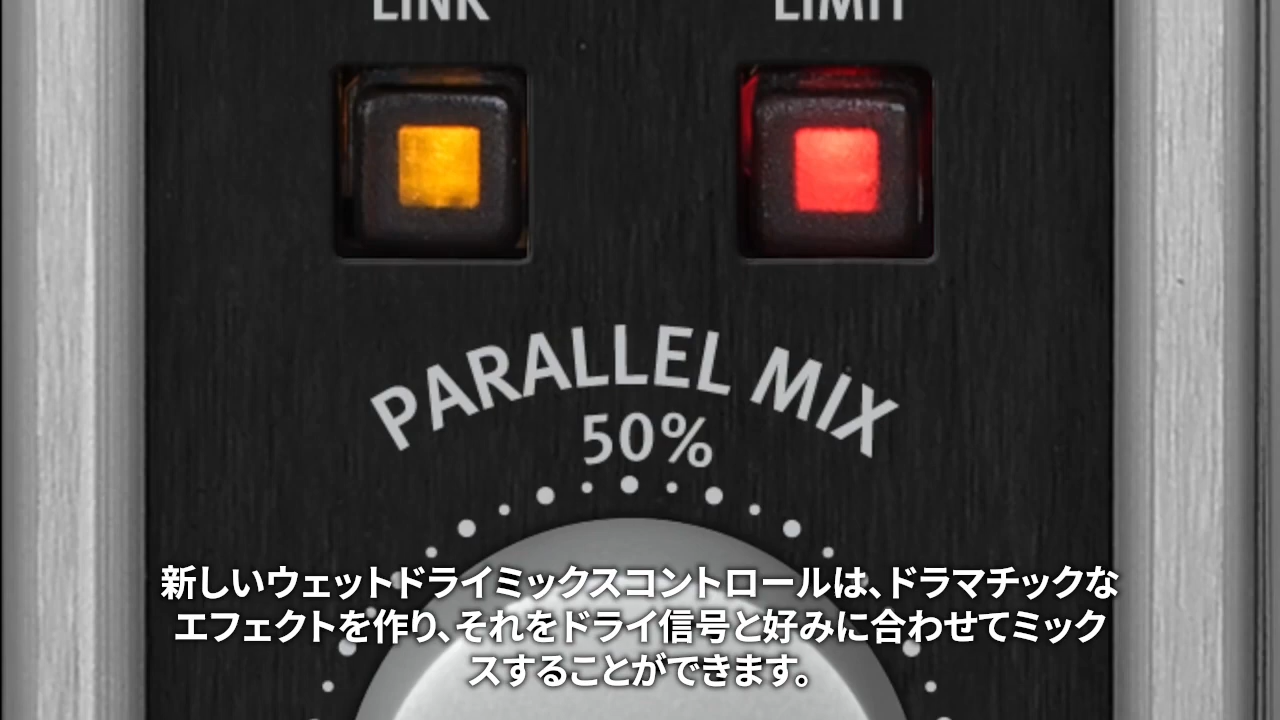 LINK LIMIT
PARALLEL MIX
50%
新しいウェットドライミックスコントロールは、ドラマチックな
エフェクトを作り、それをドライ信号と好みに合わせてミック
スすることができます。